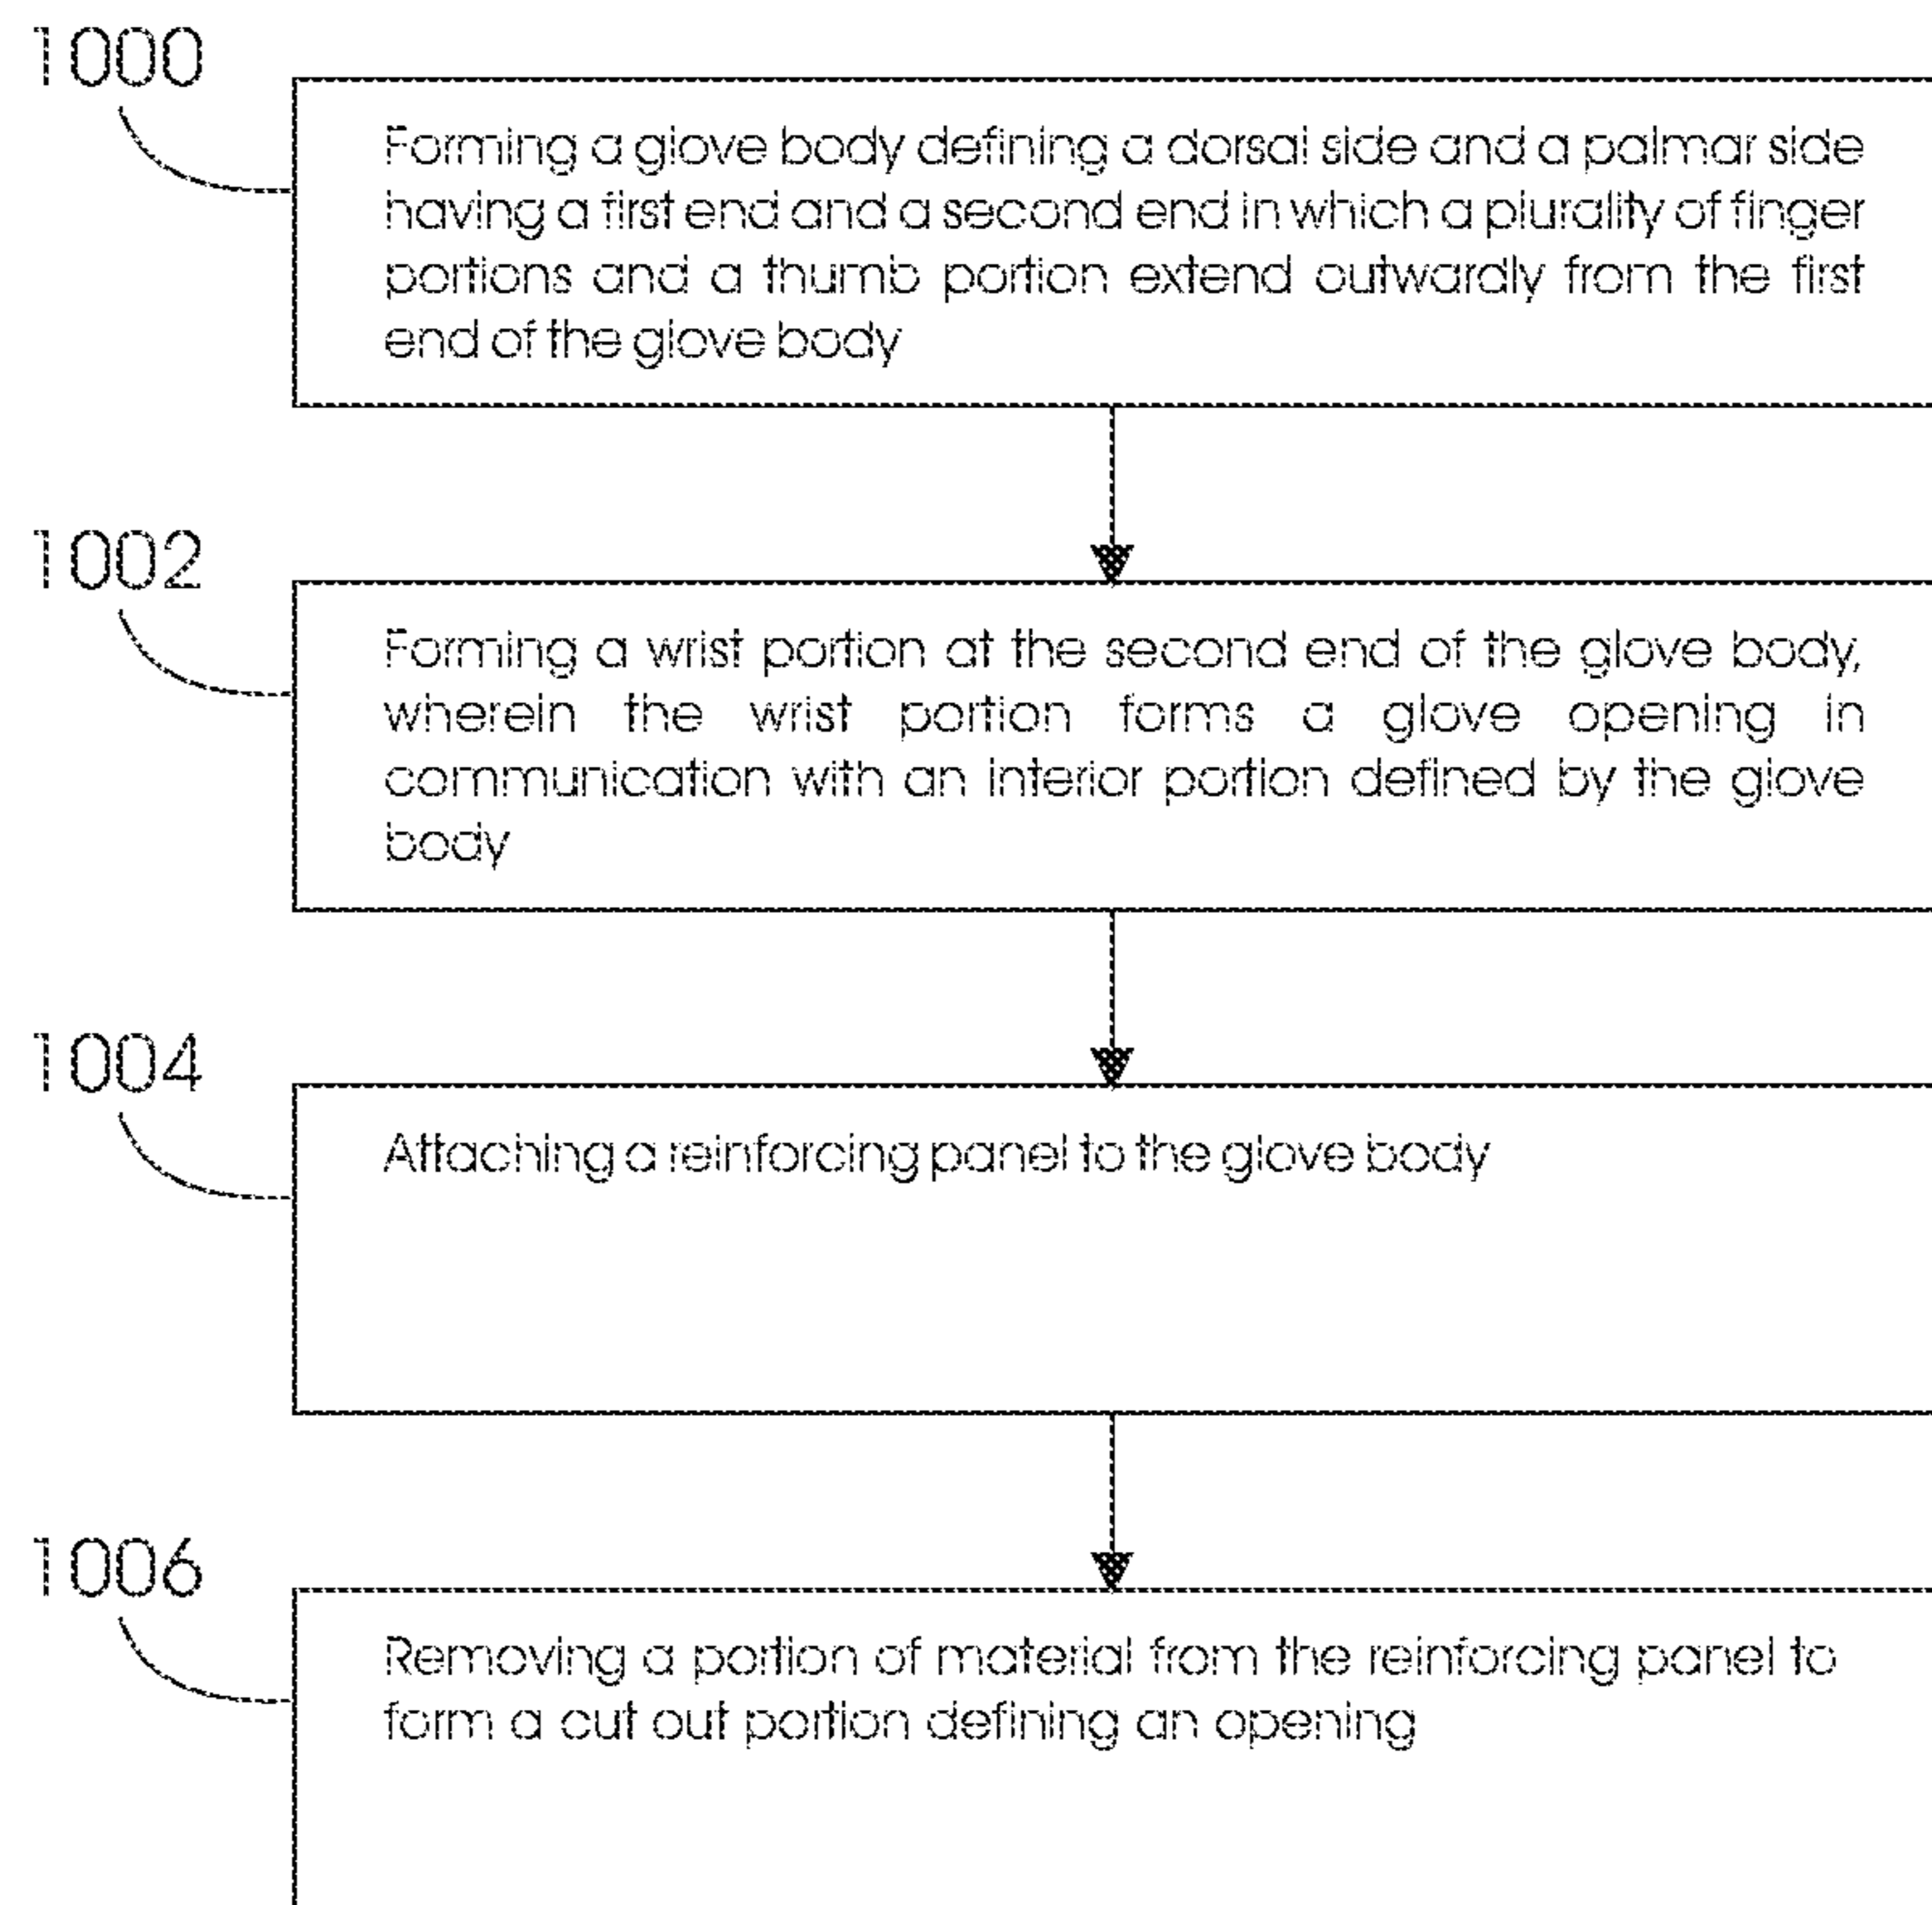 1000
Forming a glove body defining a dorsal side and a palmar side
having a first end and a second end in which a plurality of finger
portions and a thumb portion extend outwardly from the first
end of the glove body
1002
Forming a wrist portion at the second end of the glove body,
wherein the wrist portion forms a glove opening in
communication with an interior portion defined by the glove
body
1004
Attaching a reinforcing panel to the glove body
1006
Removing a portion of material from the reinforcing panel to
form a cut out portion defining an opening